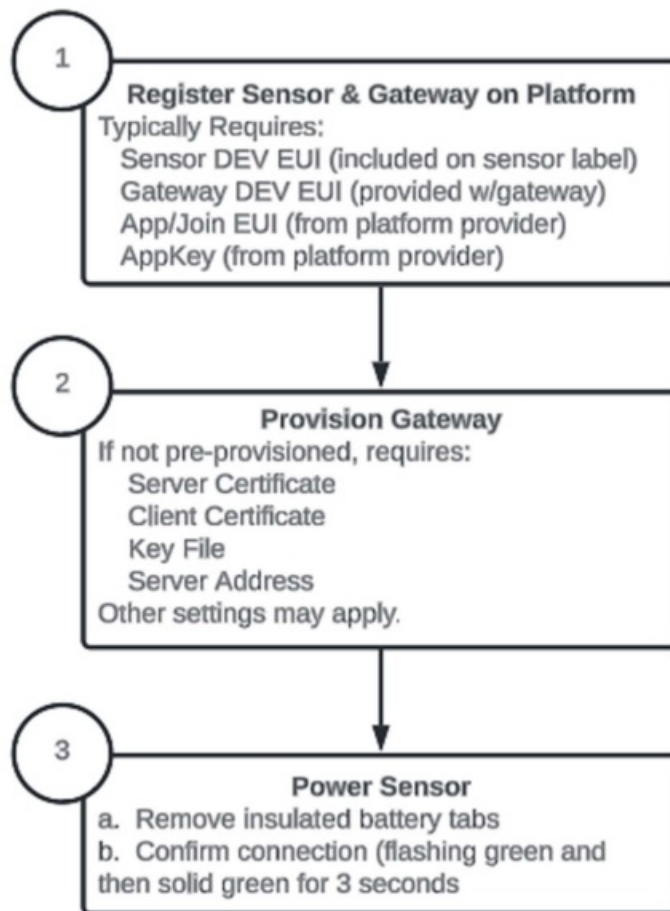 1
Register Sensor & Gateway on Platform
Typically Requires:
Sensor DEV EUI (included on sensor label)
Gateway DEV EUI (provided w/gateway)
App/Join EUI (from platform provider)
AppKey (from platform provider)
2
Provision Gateway
If not pre-provisioned, requires:
Server Certificate
Client Certificate
Key File
Server Address
Other settings may apply.
3
Power Sensor
a. Remove insulated battery tabs
b. Confirm connection (flashing green and
then solid green for 3 seconds